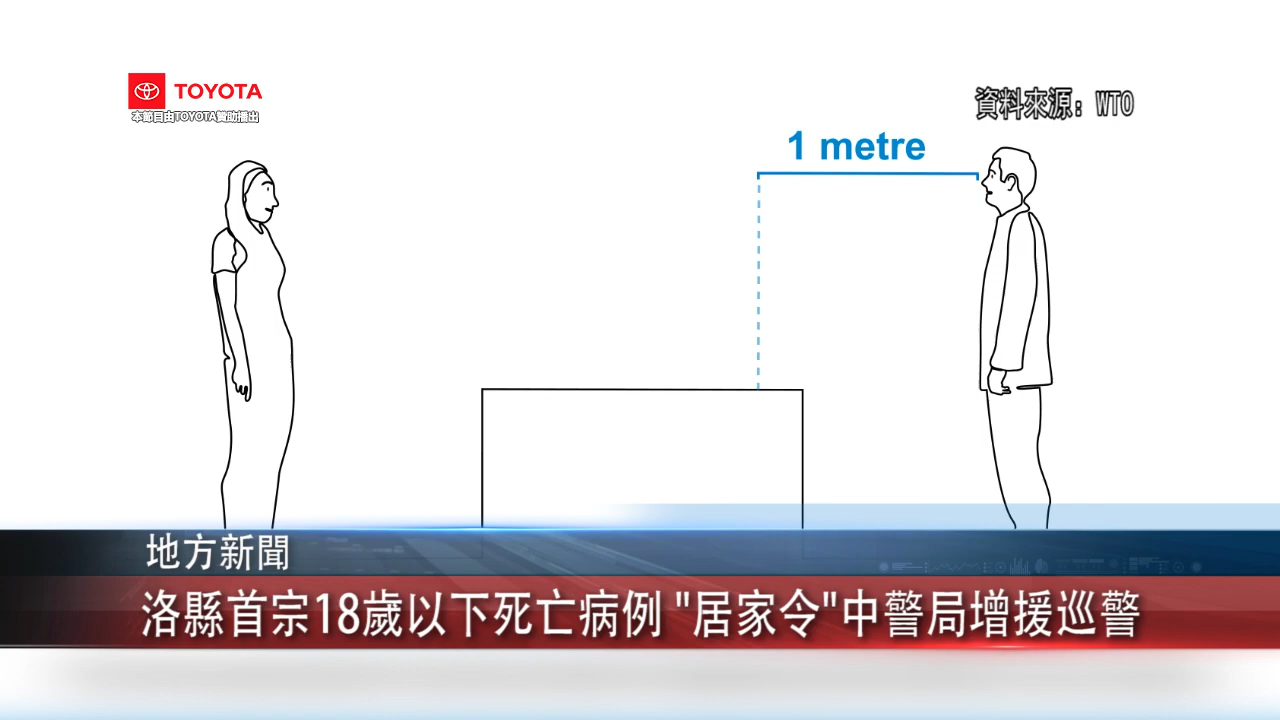 TOYOTA
本節目由TOYOTA贊助播出
資料來源：WTO
1 metre
地方新聞
洛縣首宗18歲以下死亡病例 "居家令"中警局增援巡警